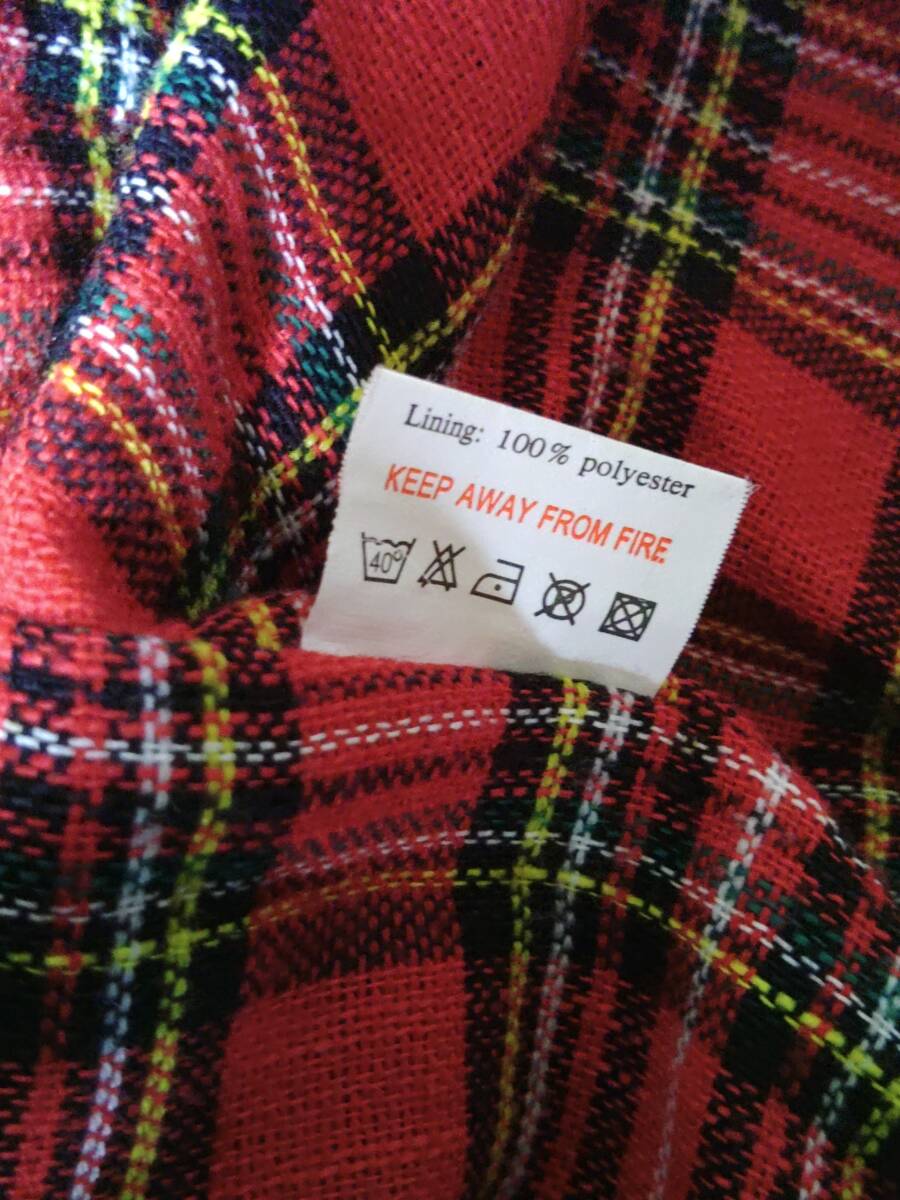 Lining: 100% polyester
KEEP AWAY FROM FIRE
40°
P